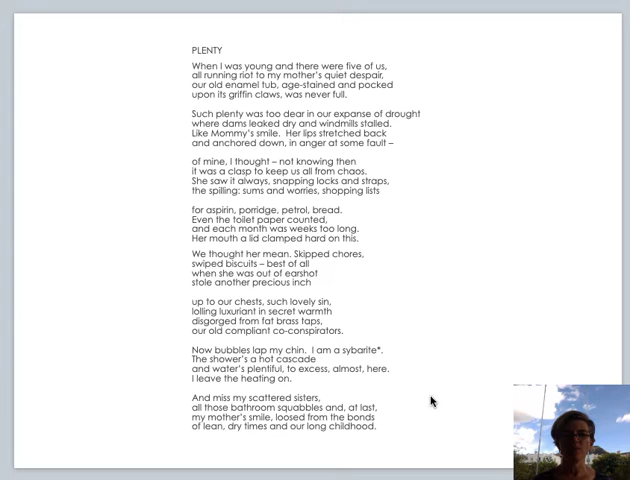 PLENTY
When I was young and there were five of us,
all running riot to my mother's quiet despair,
our old enamel tub, age-stained and pocked
upon its griffin claws, was never full.
Such plenty was too dear in our expanse of drought
where dams leaked dry and windmills stalled.
Like Mommy's smile.  Her lips stretched back
and anchored down, in anger at some fault –
of mine, I thought – not knowing then
it was a clasp to keep us all from chaos.
She saw it always, snapping locks and straps,
the spilling: sums and worries, shopping lists
for aspirin, porridge, petrol, bread.
Even the toilet paper counted,
and each month was weeks too long.
Her mouth a lid clamped hard on this.
We thought her mean. Skipped chores,
swiped biscuits – best of all
when she was out of earshot
stole another precious inch
up to our chests, such lovely sin,
lolling luxuriant in secret warmth
disgorged from fat brass taps,
our old compliant co-conspirators.
Now bubbles lap my chin.  I am a sybarite*.
The shower's a hot cascade
and water's plentiful, to excess, almost, here.
I leave the heating on.
And miss my scattered sisters,
all those bathroom squabbles and, at last,
my mother's smile, loosed from the bonds
of lean, dry times and our long childhood.